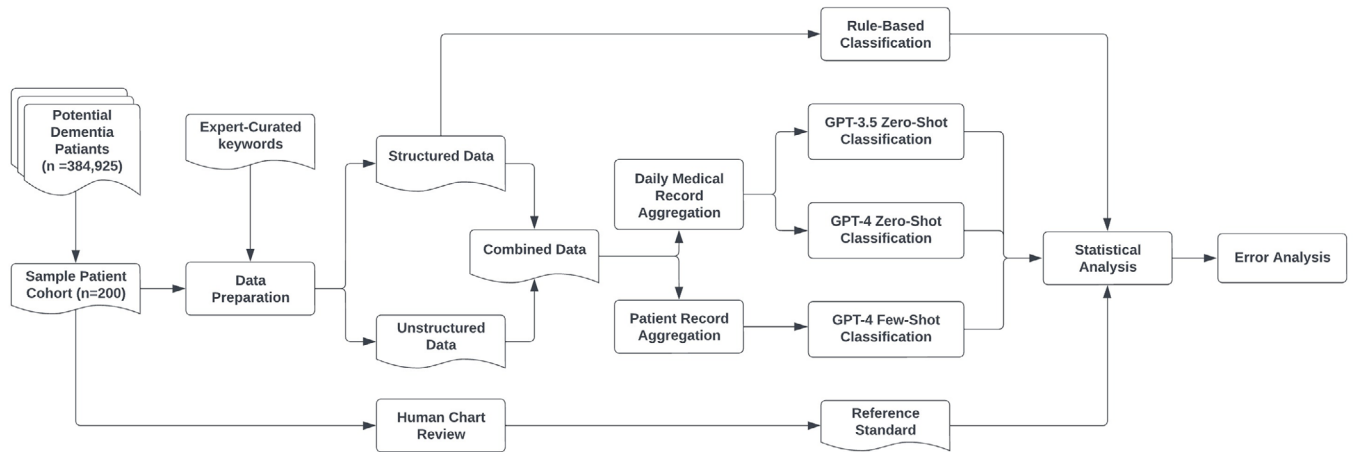 Potential
Dementia
Patiants
(n =384,925)
Sample Patient
Cohort (n=200)
Expert-Curated
keywords
Data
Preparation
Structured Data
Unstructured
Data
Combined Data
Human Chart
Review
Daily Medical
Record
Aggregation
Patient Record
Aggregation
Rule-Based
Classification
GPT-3.5 Zero-Shot
Classification
GPT-4 Zero-Shot
Classification
GPT-4 Few-Shot
Classification
Reference
Standard
Statistical
Analysis
Error Analysis